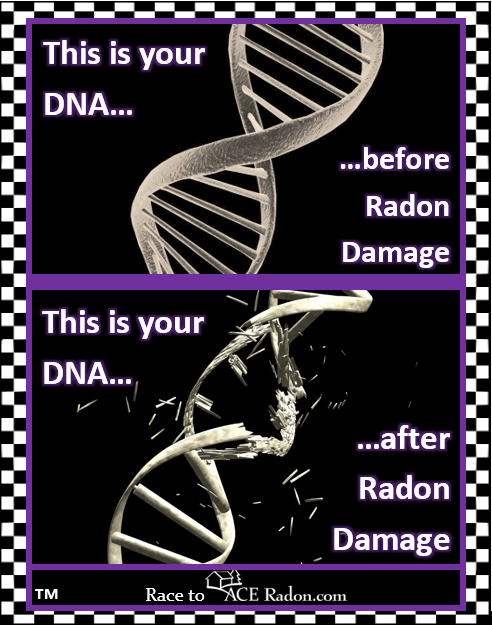 This is your
DNA...
...before
Radon
Damage
This is your
DNA...
...after
Radon
Damage
TM Race to ACE Radon.com